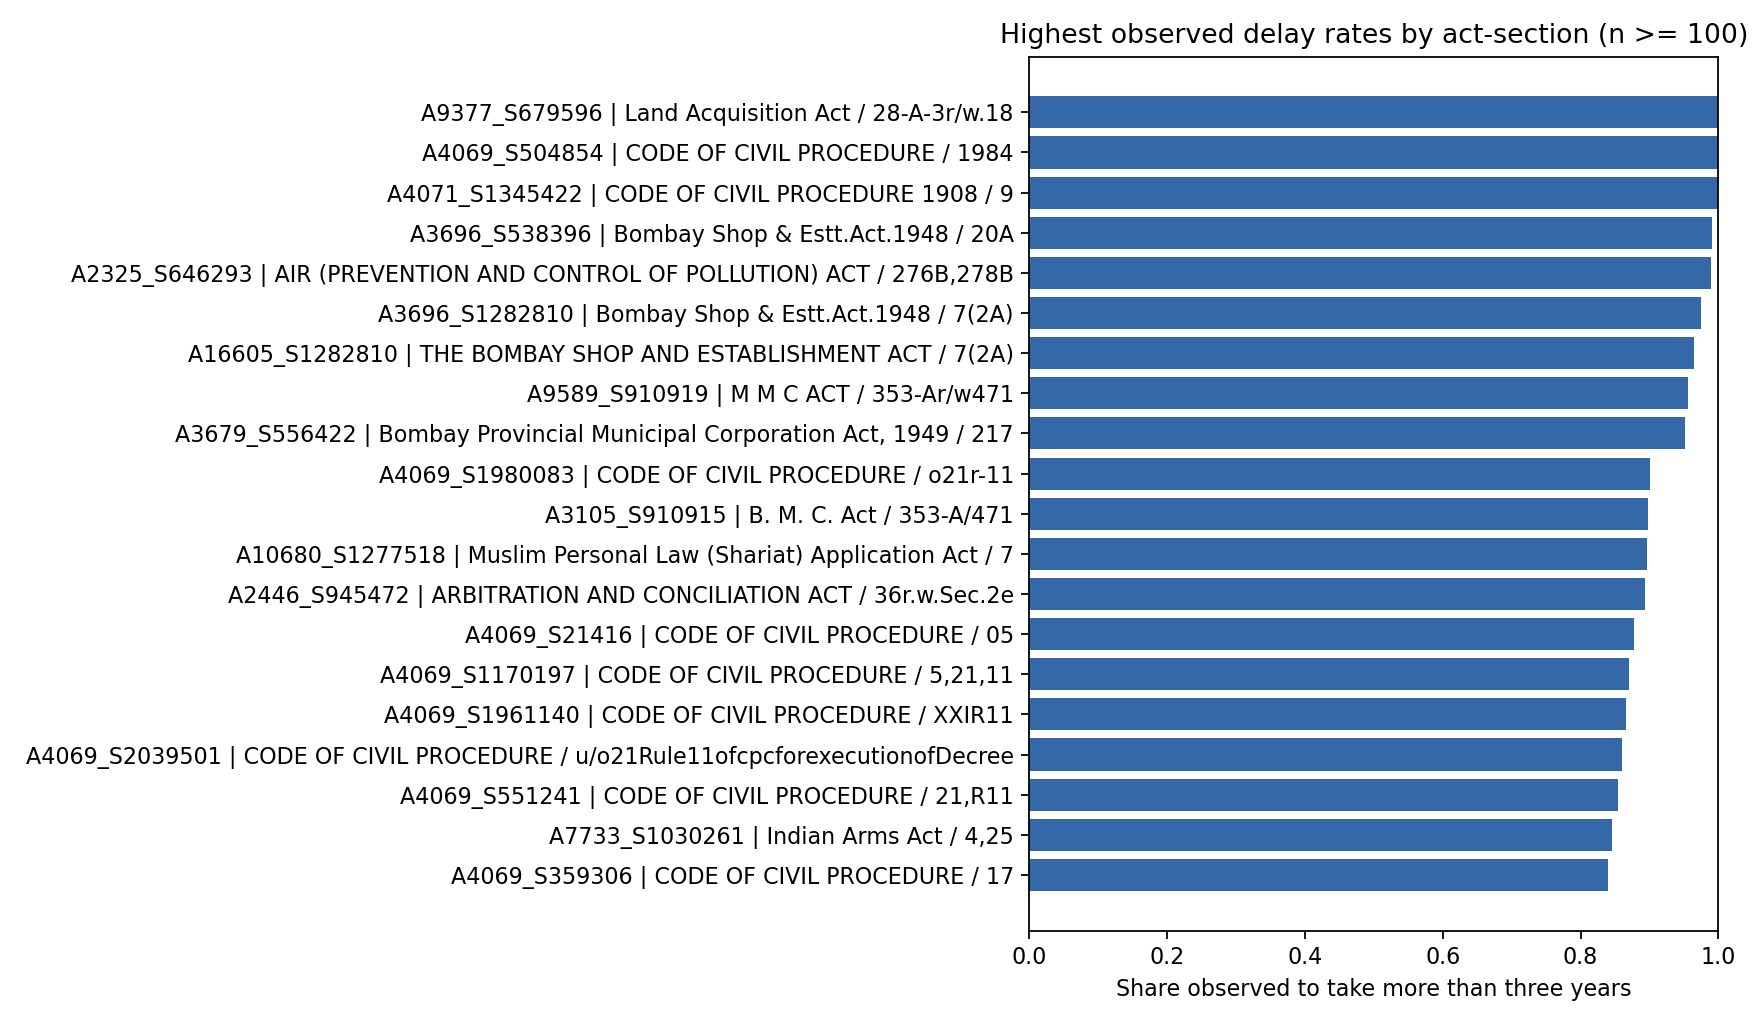 Highest observed delay rates by act-section (n >= 100)
A9377_S679596 | Land Acquisition Act / 28-A-3r/w.18
A4069_S504854 | CODE OF CIVIL PROCEDURE / 1984
A4071_S1345422 | CODE OF CIVIL PROCEDURE 1908 / 9
A3696_S538396 | Bombay Shop & Estt.Act.1948 / 20A
A2325_S646293 | AIR (PREVENTION AND CONTROL OF POLLUTION) ACT / 276B,278B
A3696_S1282810 | Bombay Shop & Estt.Act.1948 / 7(2A)
A16605_S1282810 | THE BOMBAY SHOP AND ESTABLISHMENT ACT / 7(2A)
A9589_S910919 | M M C ACT / 353-Ar/w471
A3679_S556422 | Bombay Provincial Municipal Corporation Act, 1949 / 217
A4069_S1980083 | CODE OF CIVIL PROCEDURE / o21r-11
A3105_S910915 | B. M. C. Act / 353-A/471
A10680_S1277518 | Muslim Personal Law (Shariat) Application Act / 7
A2446_S945472 | ARBITRATION AND CONCILIATION ACT / 36r.w.Sec.2e
A4069_S21416 | CODE OF CIVIL PROCEDURE / 05
A4069_S1170197 | CODE OF CIVIL PROCEDURE / 5,21,11
A4069_S1961140 | CODE OF CIVIL PROCEDURE / XXIR11
A4069_S2039501 | CODE OF CIVIL PROCEDURE / u/o21Rule11ofcpcforexecutionofDecree
A4069_S551241 | CODE OF CIVIL PROCEDURE / 21,R11
A7733_S1030261 | Indian Arms Act / 4,25
A4069_S359306 | CODE OF CIVIL PROCEDURE / 17
0.0 0.2 0.4 0.6 0.8 1.0
Share observed to take more than three years